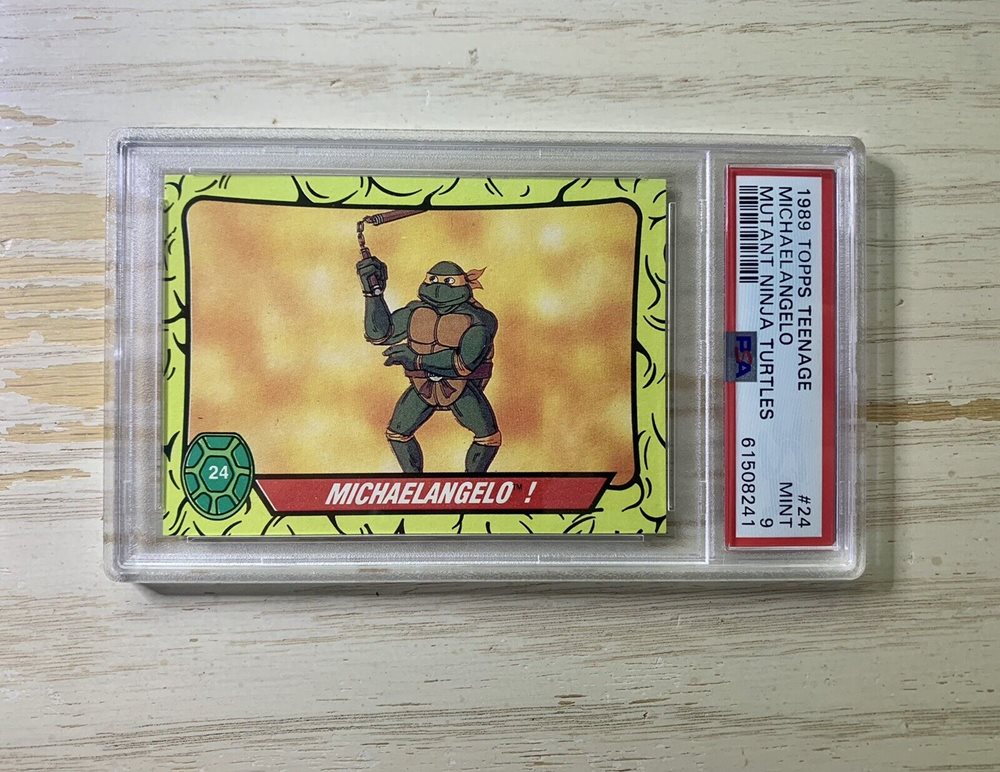 24
MICHAELANGELO™ !
1989 TOPPS TEENAGE #24
MICHAELANGELO MINT
MUTANT NINJA TURTLES 9
PSA
61508241